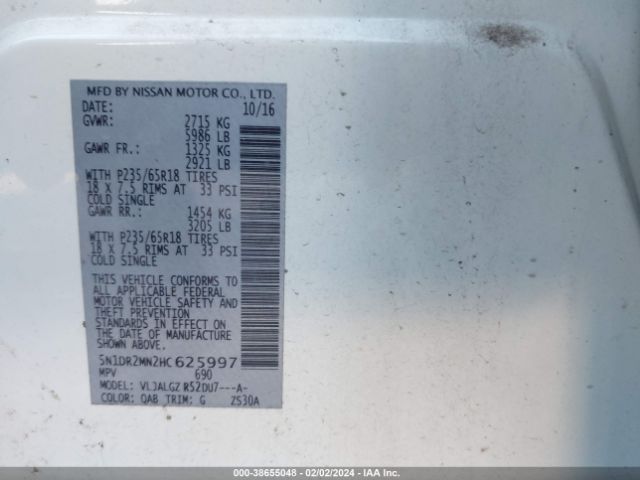 MFD BY NISSAN MOTOR CO., LTD.
DATE: 10/16
GVWR: 2715 KG
5986 LB
GAWR FR.: 1325 KG
2921 LB
WITH P235/65R18 TIRES
18 X 7.5 RIMS AT 33 PSI
COLD SINGLE
GAWR RR.: 1454 KG
3205 LB
WITH P235/65R18 TIRES
18 X 7.5 RIMS AT 33 PSI
COLD SINGLE
THIS VEHICLE CONFORMS TO
ALL APPLICABLE FEDERAL
MOTOR VEHICLE SAFETY AND
THEFT PREVENTION
STANDARDS IN EFFECT ON
THE DATE OF MANUFACTURE
SHOWN ABOVE.
5N1DR2MN2HC625997
MPV 690
MODEL: VLJALGZ R52DU7---A-
COLOR: QAB TRIM: G ZS30A
000-38655048 - 02/02/2024 - IAA Inc.